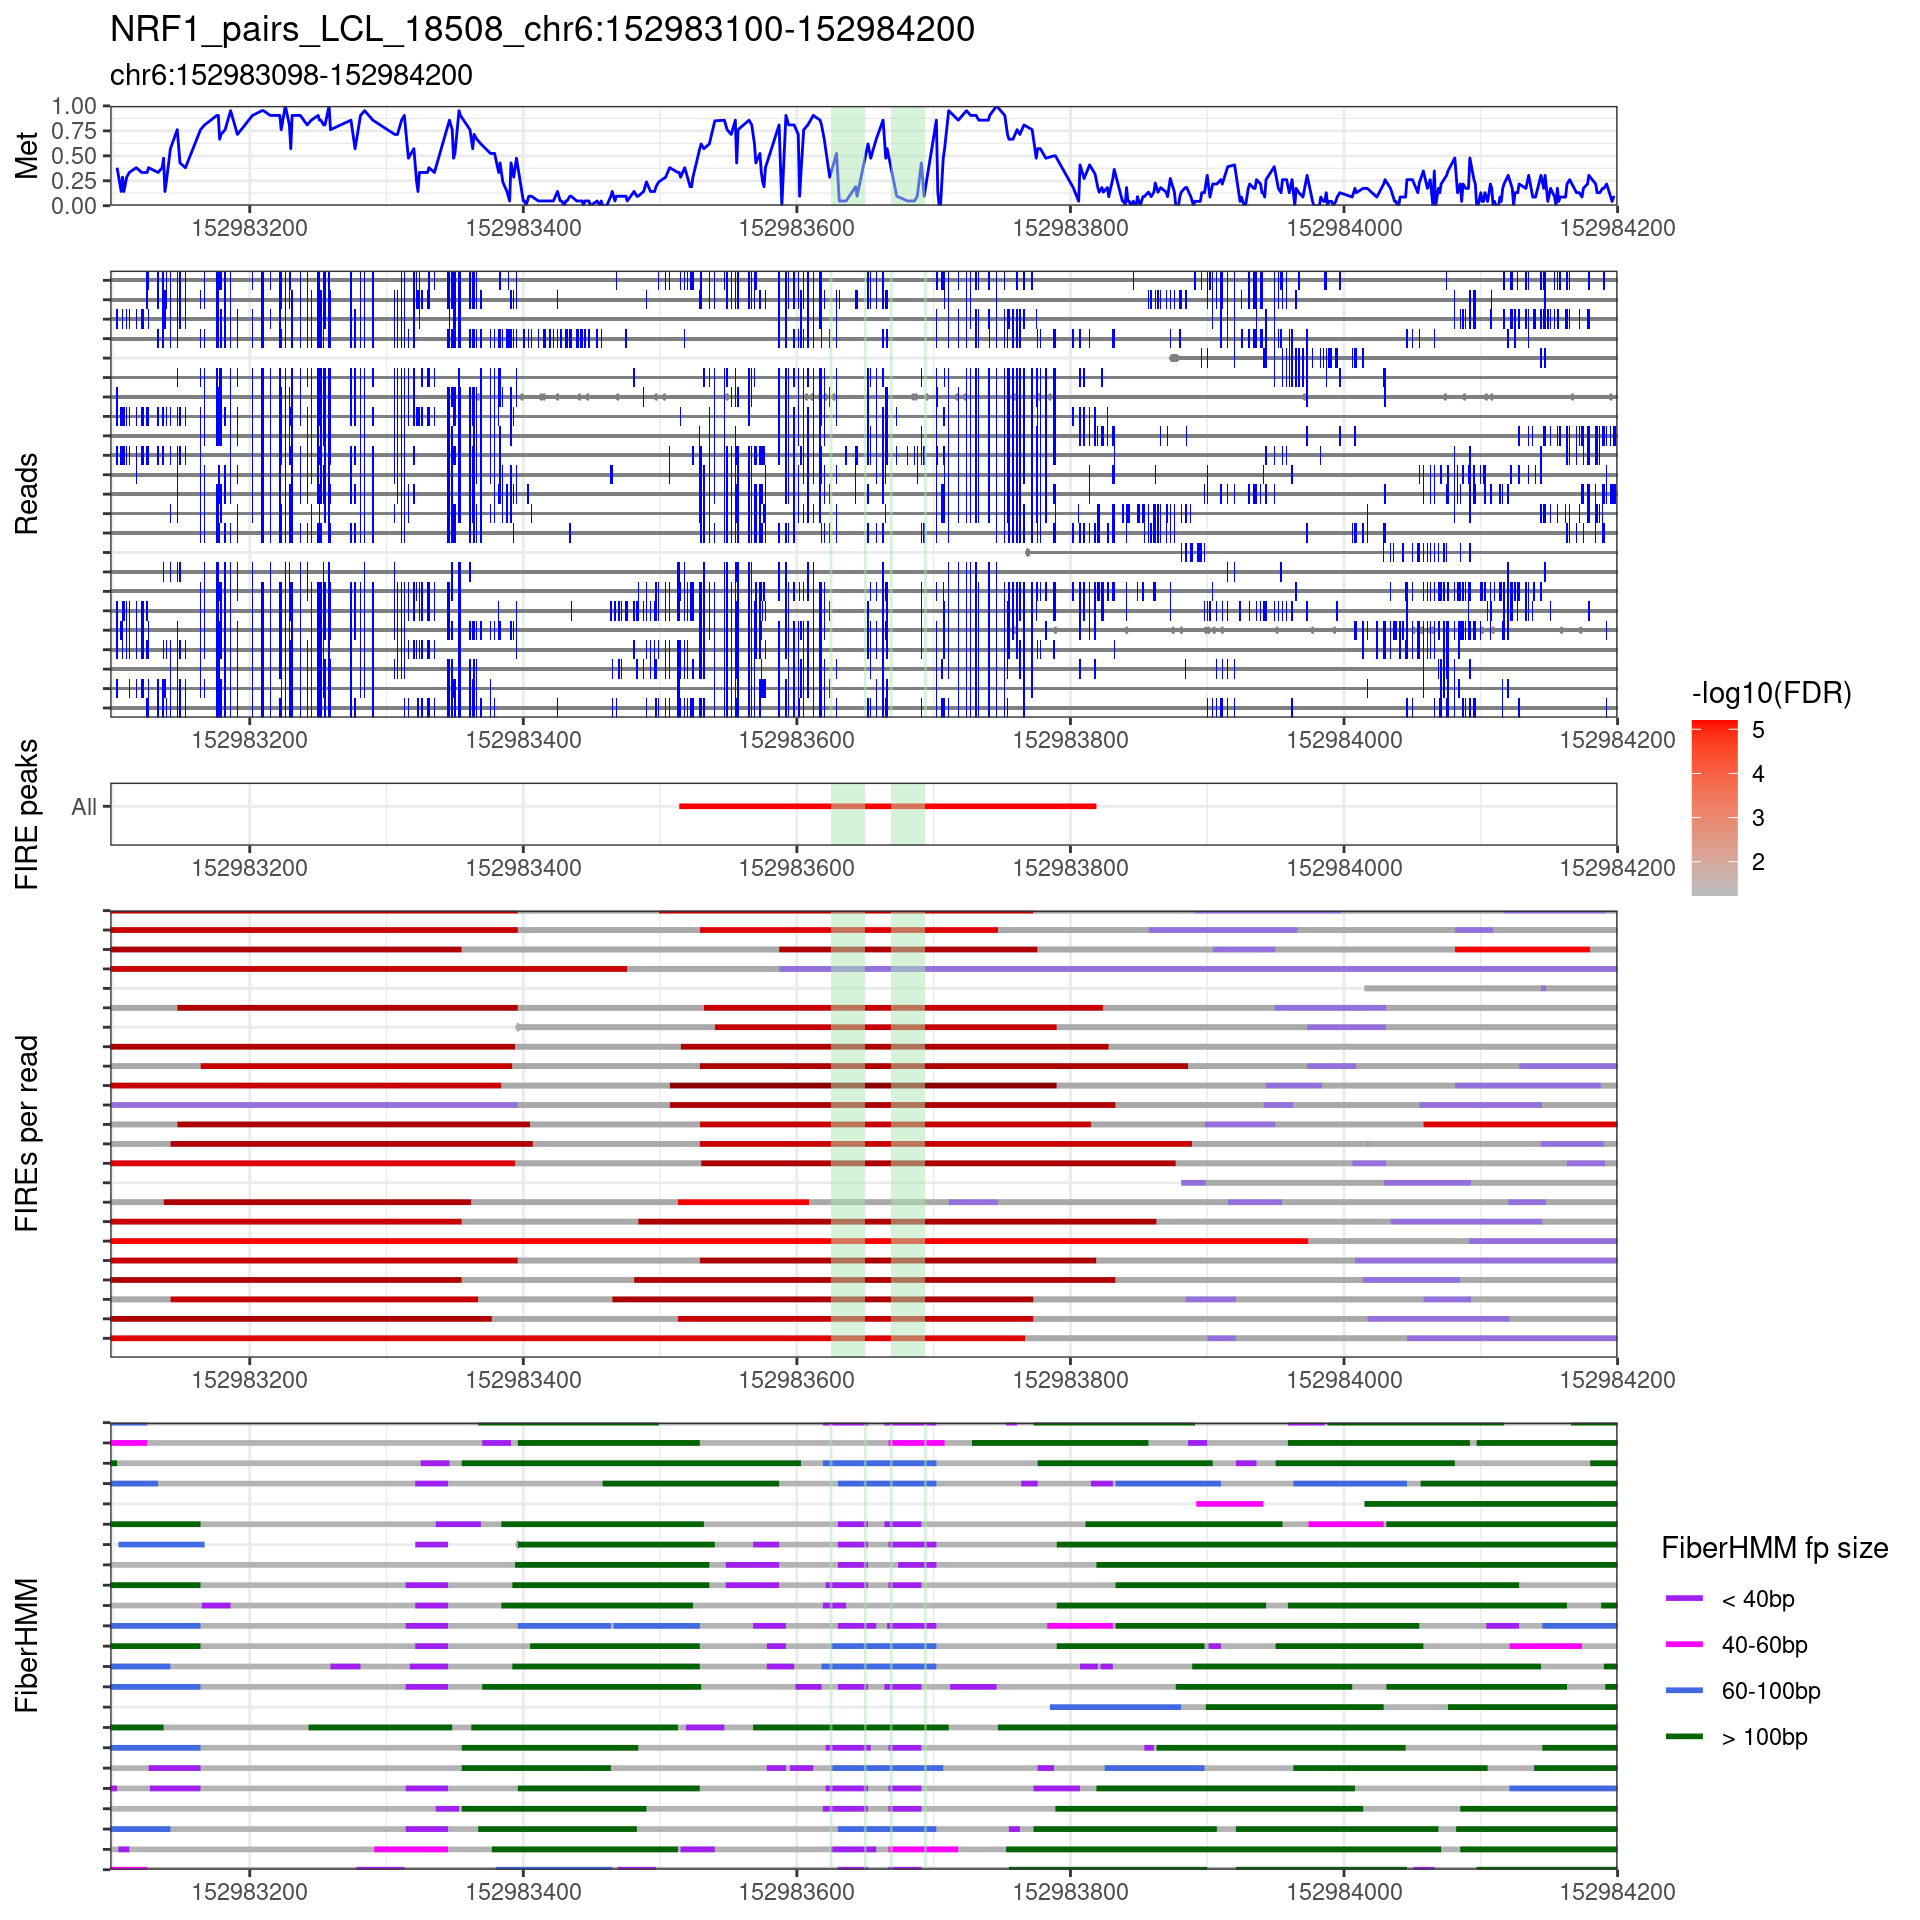 NRF1_pairs_LCL_18508_chr6:152983100-152984200
chr6:152983098-152984200
Met
1.00
0.75
0.50
0.25
0.00
152983200 152983400 152983600 152983800 152984000 152984200
Reads
152983200 152983400 152983600 152983800 152984000 152984200
-log10(FDR)
5
4
3
2
FIRE peaks
All
152983200 152983400 152983600 152983800 152984000 152984200
FIREs per read
152983200 152983400 152983600 152983800 152984000 152984200
FiberHMM
FiberHMM fp size
< 40bp
40-60bp
60-100bp
> 100bp
152983200 152983400 152983600 152983800 152984000 152984200